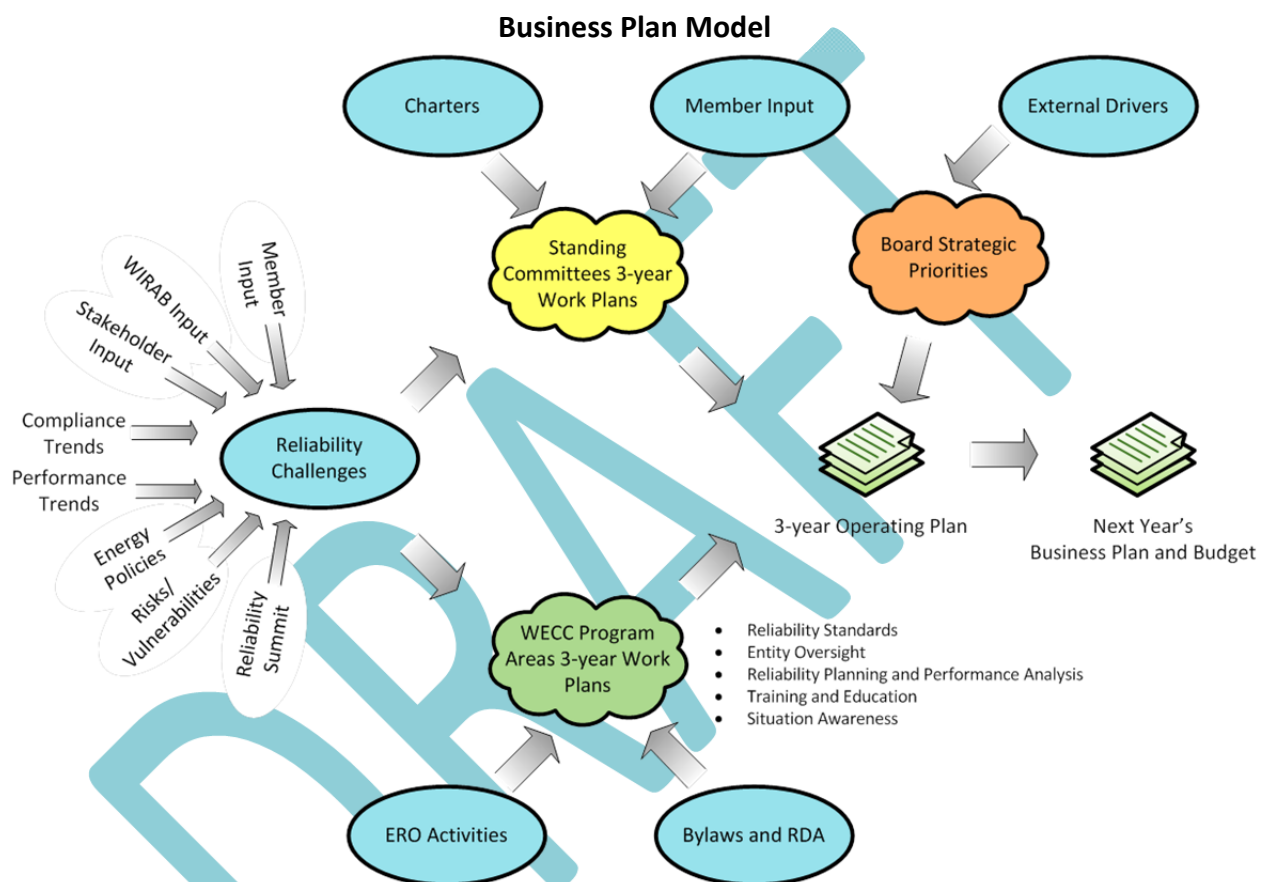 Business Plan Model
Charters
Member Input
External Drivers
Standing
Committees 3-year
Work Plans
Board Strategic
Priorities
Member
Input
WIRAB Input
Stakeholder
Input
Compliance
Trends
Performance
Trends
Energy
Policies
Risks/
Vulnerabilities
Reliability
Summit
Reliability
Challenges
3-year Operating Plan
Next Year's
Business Plan and Budget
WECC Program
Areas 3-year Work
Plans
• Reliability Standards
• Entity Oversight
• Reliability Planning and Performance Analysis
• Training and Education
• Situation Awareness
ERO Activities
Bylaws and RDA
DRAFT